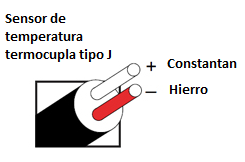 Sensor de
temperatura
termocupla tipo J
+ Constantan
− Hierro